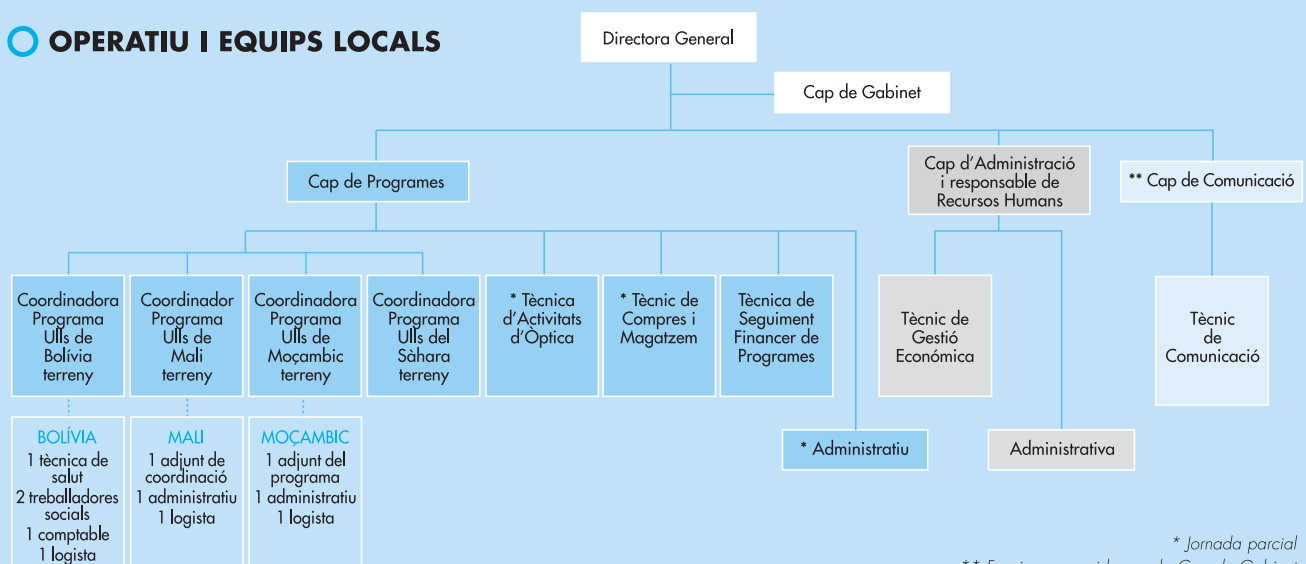 OPERATIU I EQUIPS LOCALS
Directora General
Cap de Gabinet
Cap de Programes
Cap d'Administració
i responsable de
Recursos Humans
** Cap de Comunicació
Coordinadora
Programa
Ulls de
Bolívia
terreny
Coordinador
Programa
Ulls de
Mali
terreny
Coordinadora
Programa
Ulls de
Moçambic
terreny
Coordinadora
Programa
Ulls del
Sàhara
terreny
* Tècnica
d'Activitats
d'Òptica
* Tècnic de
Compres i
Magatzem
Tècnica de
Seguiment
Financer de
Programes
Tècnic de
Gestió
Económica
Tècnic
de
Comunicació
* Administratiu
Administrativa
BOLÍVIA
1 tècnica de
salut
2 treballadores
socials
1 comptable
1 logista
MALI
1 adjunt de
coordinació
1 administratiu
1 logista
MOÇAMBIC
1 adjunt del
programa
1 administratiu
1 logista
* Jornada parcial